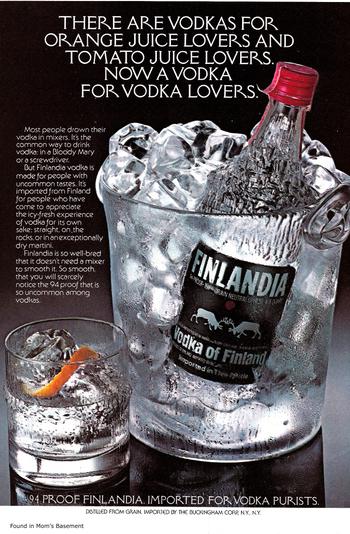 THERE ARE VODKAS FOR
ORANGE JUICE LOVERS AND
TOMATO JUICE LOVERS.
NOW A VODKA
FOR VODKA LOVERS.
Most people drown their
vodka in mixers. It's the
common way to drink
vodka: in a Bloody Mary
or a screwdriver.
But Finlandia vodka is
made for people with
uncommon tastes. It's
imported from Finland
for people who have
come to appreciate
the icy-fresh experience
of vodka for its own
sake: straight, on the
rocks, or in an exceptionally
dry martini.
Finlandia is so well-bred
that it doesn't need a mixer
to smooth it. So smooth,
that you will scarcely
notice the 94 proof that is
so uncommon among
vodkas.
FINLANDIA
Vodka of Finland
94 PROOF FINLANDIA. IMPORTED FOR VODKA PURISTS.
DISTILLED FROM GRAIN. IMPORTED BY THE BUCKINGHAM CORP. N.Y., N.Y.
Found in Mom's Basement